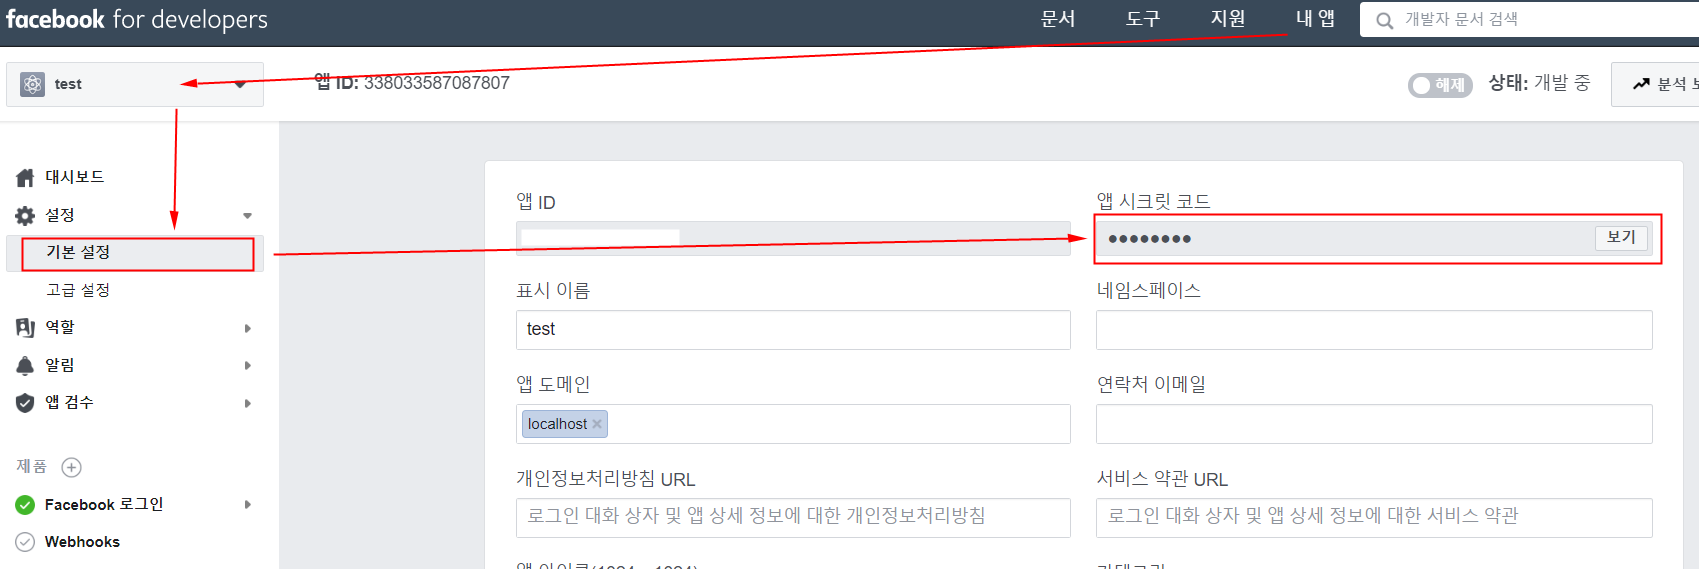 facebook for developers 문서 도구 지원 내 앱 개발자 문서 검색
test 앱 ID: 338033587087807 해제 상태: 개발 중 분석
대시보드
설정
기본 설정
고급 설정
역할
알림
앱 검수
제품
Facebook 로그인
Webhooks
앱 ID 앱 시크릿 코드
●●●●●●●● 보기
표시 이름 네임스페이스
test
앱 도메인 연락처 이메일
localhost
개인정보처리방침 URL 서비스 약관 URL
로그인 대화 상자 및 앱 상세 정보에 대한 개인정보처리방침 로그인 대화 상자 및 앱 상세 정보에 대한 서비스 약관